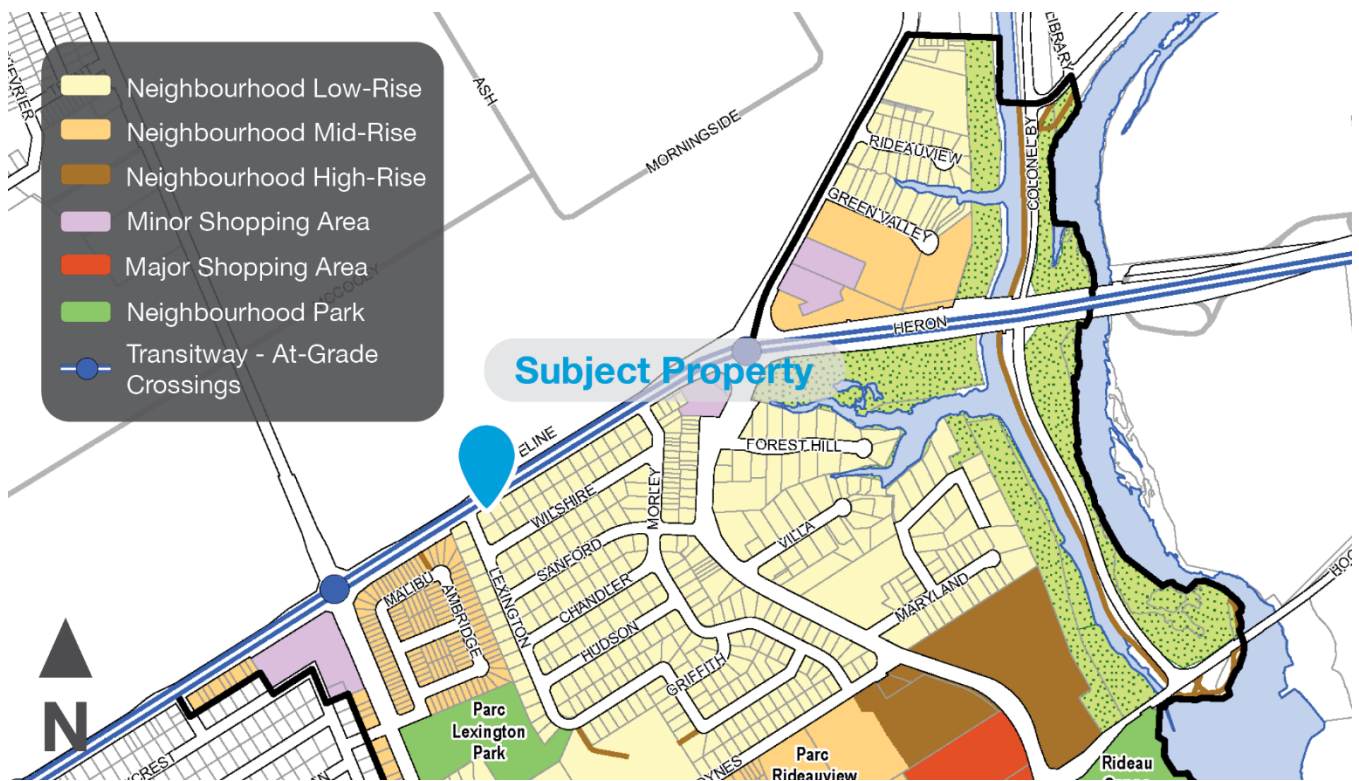 Neighbourhood Low-Rise
Neighbourhood Mid-Rise
Neighbourhood High-Rise
Minor Shopping Area
Major Shopping Area
Neighbourhood Park
Transitway - At-Grade
Crossings
ASH
MORNINGSIDE
LIBRARY
COLONEL BY
RIDEAUVIEW
GREEN VALLEY
HERON
Subject Property
ELINE
FOREST HILL
WILSHIRE
MORLEY
VILLA
SANFORD
MALIBU
AMBRIDGE
LEXINGTON
CHANDLER
HUDSON
MARYLAND
GRIFFITH
N
Parc
Lexington
Park
Parc
Rideauview
Rideau
CREST